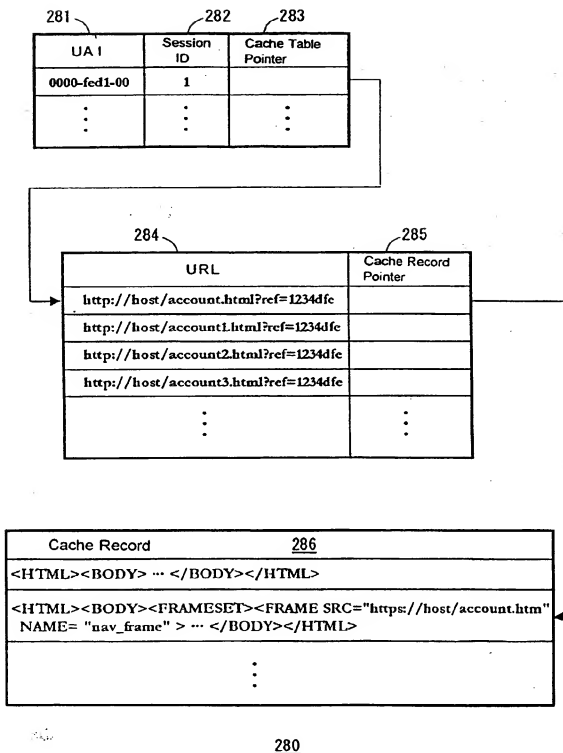 281 282 283
UAI Session ID Cache Table Pointer
0000-fed1-00 1
284 285
URL Cache Record Pointer
http://host/account.html?ref=1234dfe
http://host/account1.html?ref=1234dfe
http://host/account2.html?ref=1234dfe
http://host/account3.html?ref=1234dfe
Cache Record 286
<HTML><BODY> ... </BODY></HTML>
<HTML><BODY><FRAMESET><FRAME SRC="https://host/account.htm"
NAME= "nav_frame" > ... </BODY></HTML>
280